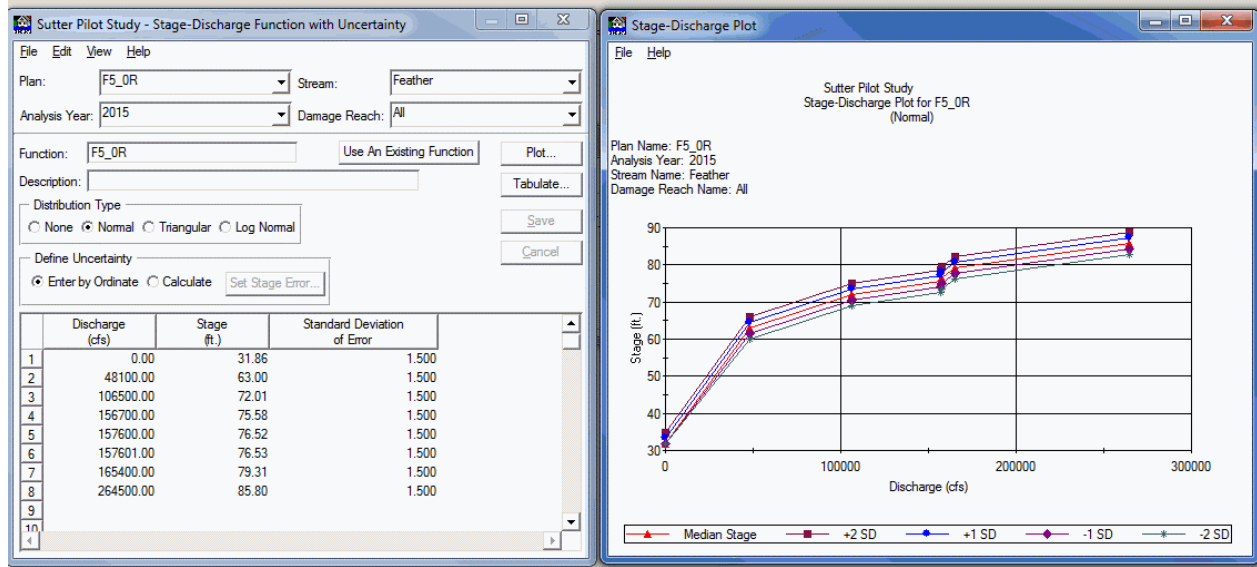 Sutter Pilot Study - Stage-Discharge Function with Uncertainty
File Edit View Help
Plan: F5_0R Stream: Feather
Analysis Year: 2015 Damage Reach: All
Function: F5_0R Use An Existing Function Plot...
Description: Tabulate...
Distribution Type
None Normal Triangular Log Normal Save
Cancel
Define Uncertainty
Enter by Ordinate Calculate Set Stage Error...
Discharge Stage Standard Deviation
(cfs) (ft.) of Error
1 0.00 31.86 1.500
2 48100.00 63.00 1.500
3 106500.00 72.01 1.500
4 156700.00 75.58 1.500
5 157600.00 76.52 1.500
6 157601.00 76.53 1.500
7 165400.00 79.31 1.500
8 264500.00 85.80 1.500
9
10
Stage-Discharge Plot
File Help
Sutter Pilot Study
Stage-Discharge Plot for F5_0R
(Normal)
Plan Name: F5_0R
Analysis Year: 2015
Stream Name: Feather
Damage Reach Name: All
90
80
70
60
50
40
30
Stage (ft.)
0 100000 200000 300000
Discharge (cfs)
Median Stage +2 SD +1 SD -1 SD -2 SD